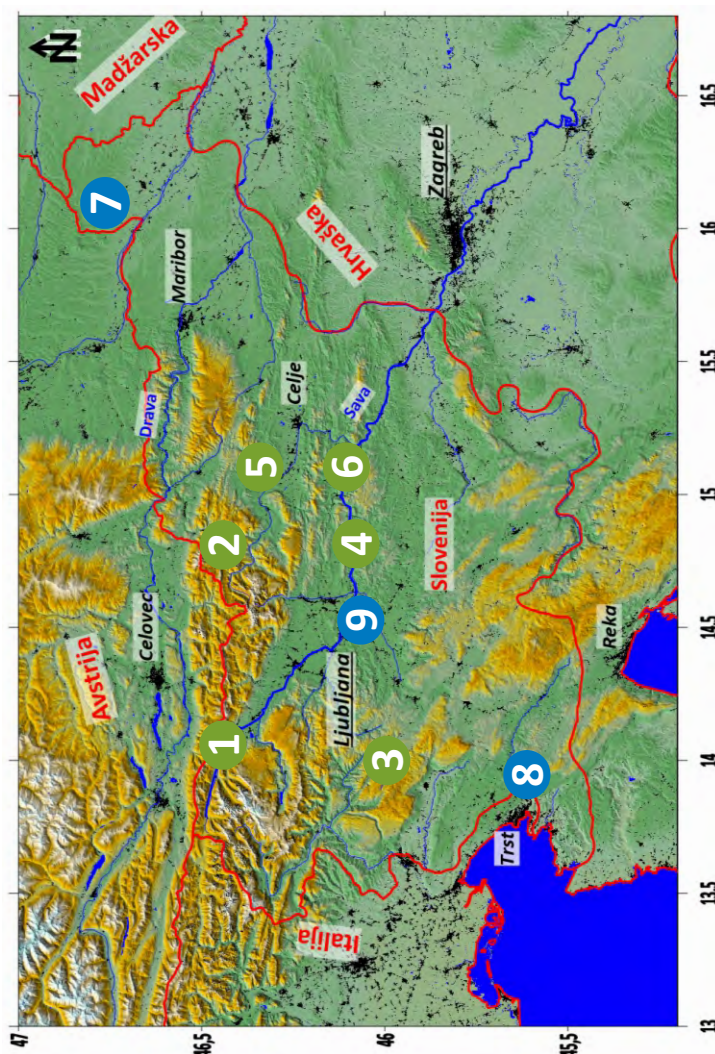 47
N
Avstrija
7
Madžarska
Celovec
Drava
Maribor
46.5
1
2
5
Celje
Italija
Ljubljana
Hrvaška
9
4
6
Sava
46
3
Slovenija
Zagreb
Trst
8
45.5
Reka
13 13.5 14 14.5 15 15.5 16 16.5